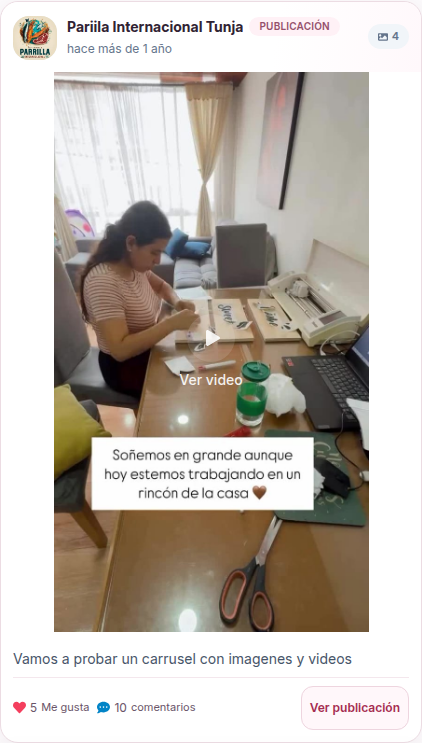 PARRILLA
Pariila Internacional Tunja
PUBLICACIÓN
hace más de 1 año
4
Ver video
Soñemos en grande aunque
hoy estemos trabajando en un
rincón de la casa 🤎
Vamos a probar un carrusel con imagenes y videos
5 Me gusta
10 comentarios
Ver publicación